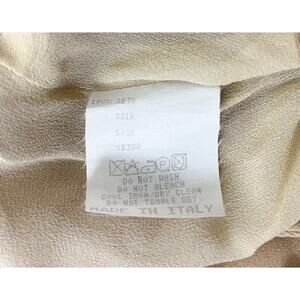 100% SETA
SILK
SOIE
SEIDE
DO NOT WASH
DO NOT BLEACH
COOL IRON/DRY CLEAN
DO NOT TUMBLE DRY
MADE IN ITALY